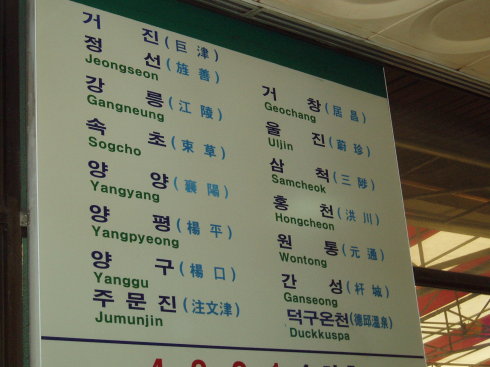 거 진(巨 津)
정 선(旌 善)
Jeongseon
강 릉(江 陵)
Gangneung
속 초(束 草)
Sogcho
양 양(襄 陽)
Yangyang
양 평(楊 平)
Yangpyeong
양 구(楊 口)
Yanggu
주 문 진(注文津)
Jumunjin
거 창(居 昌)
Geochang
울 진(蔚 珍)
Uljin
삼 척(三 陟)
Samcheok
홍 천(洪 川)
Hongcheon
원 통(元 通)
Wontong
간 성(杆 城)
Ganseong
덕구온천(德邱溫泉)
Duckkuspa